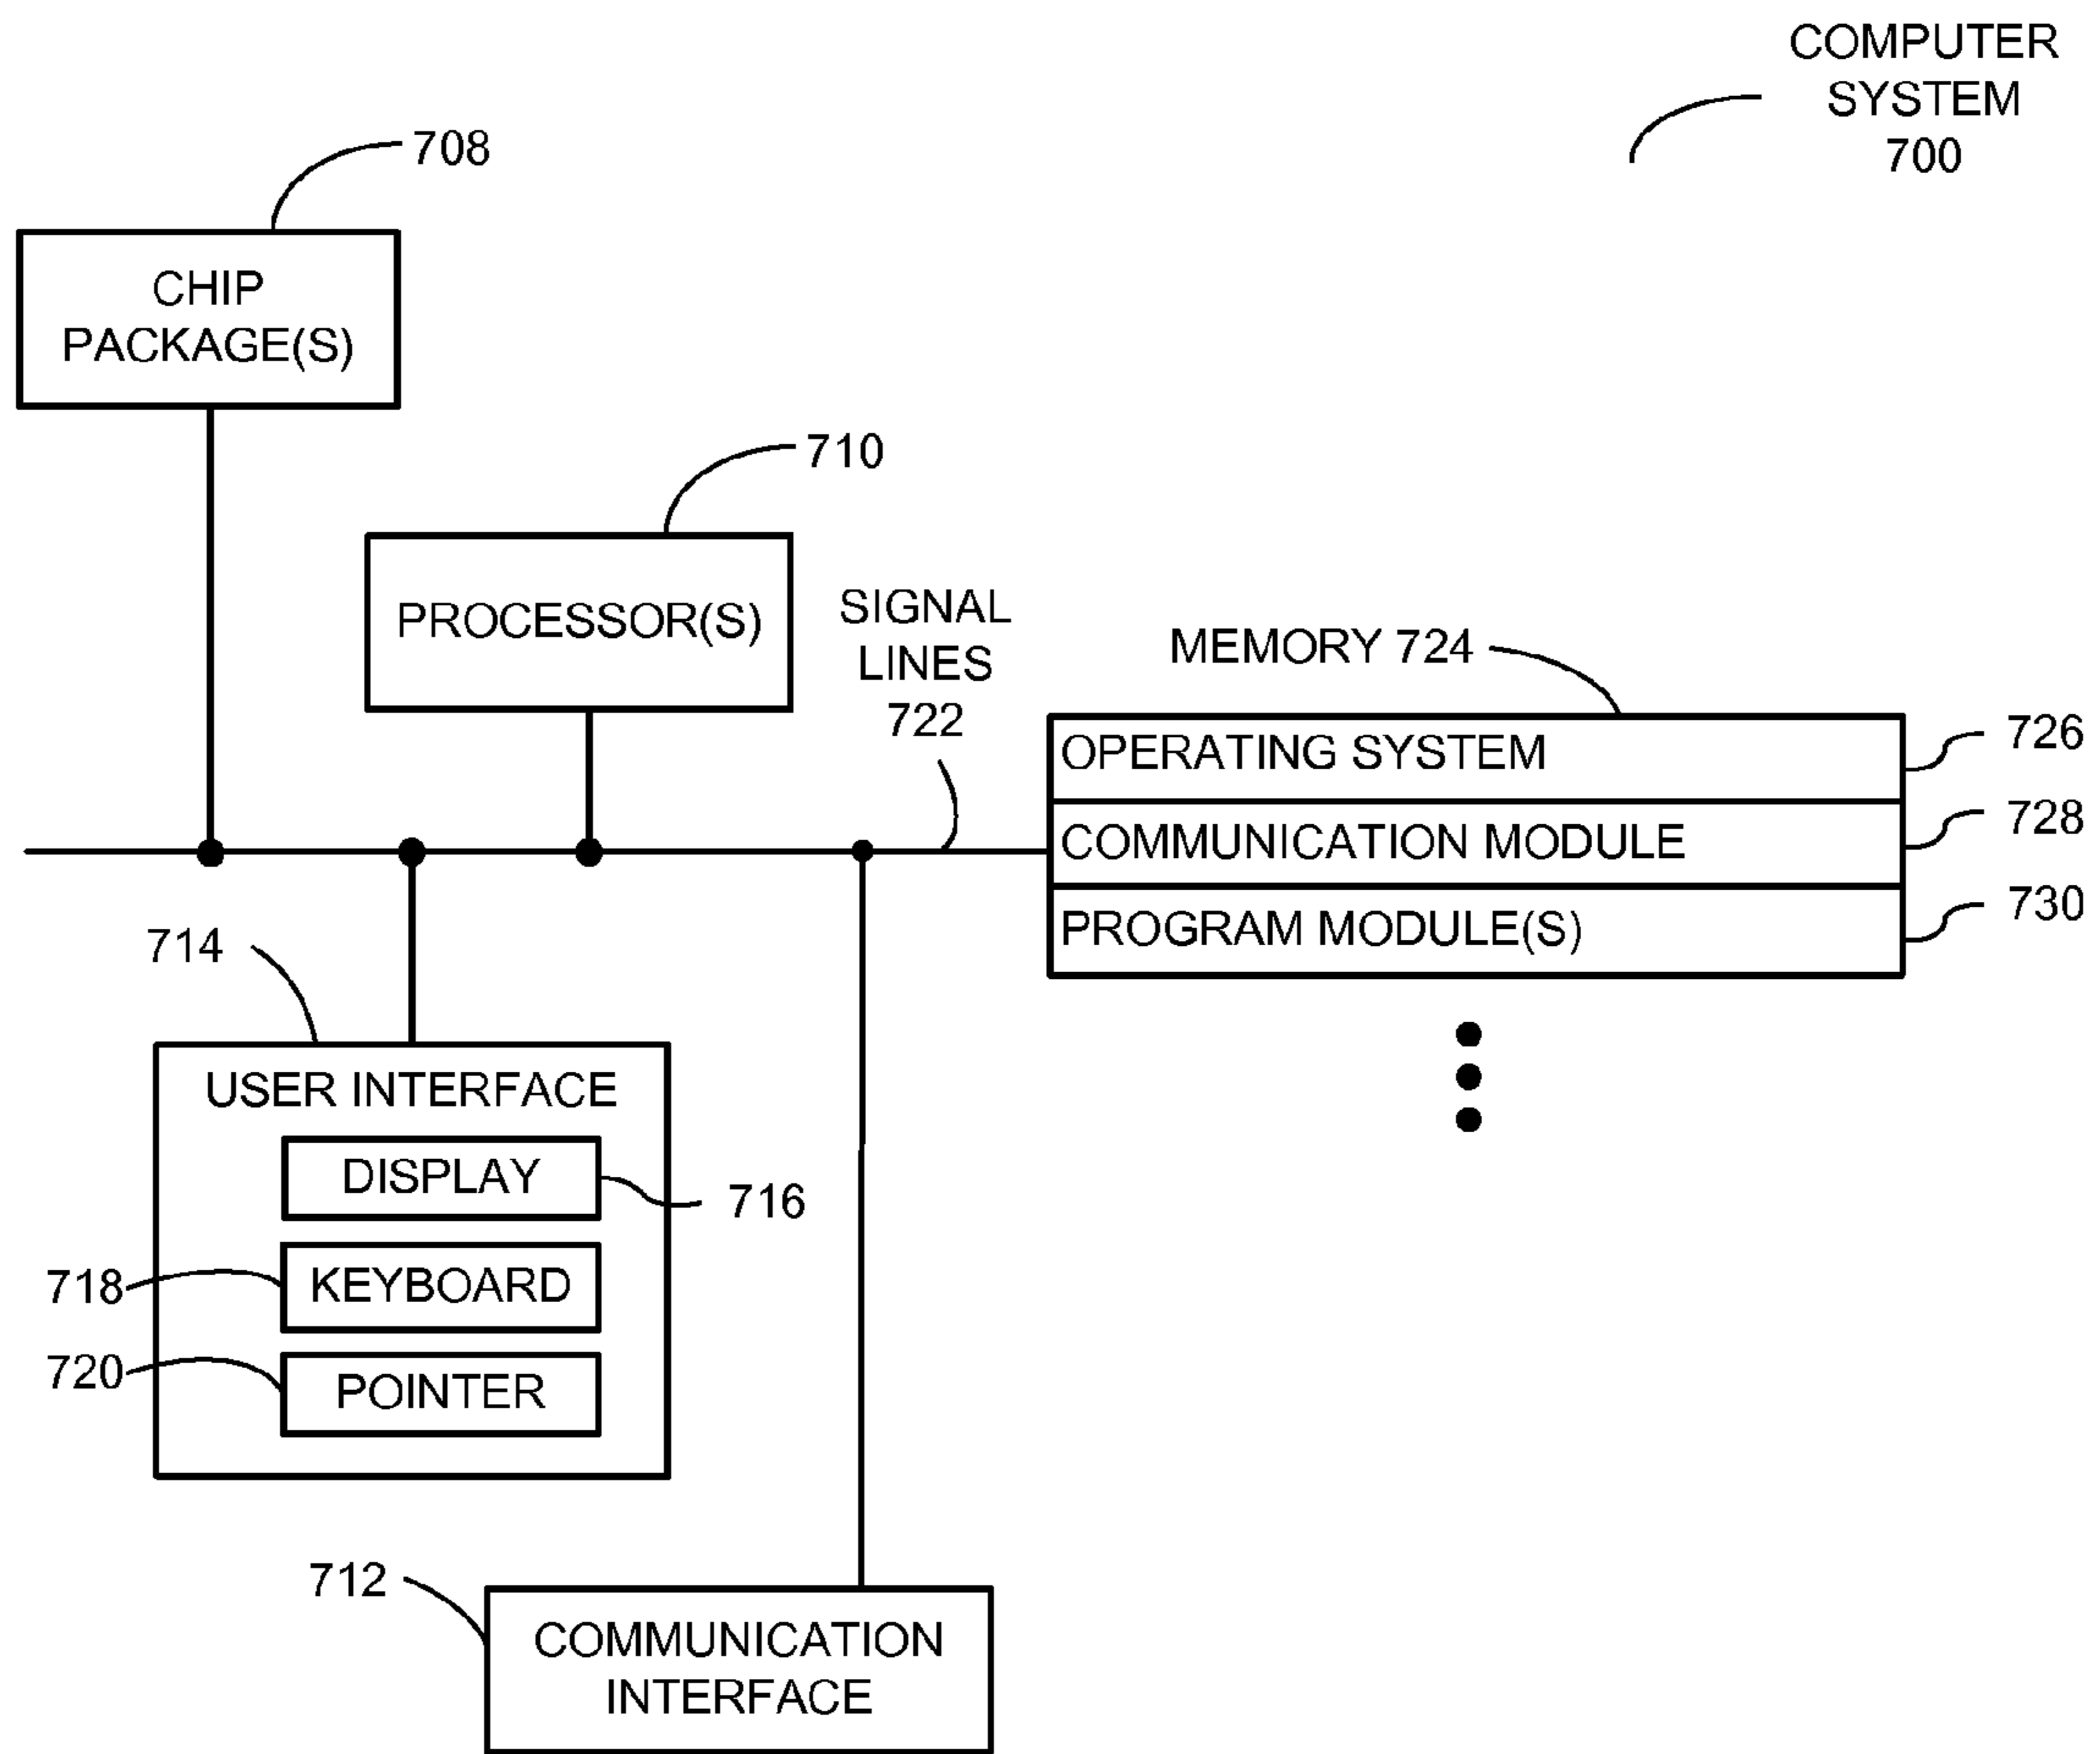 COMPUTER
SYSTEM
700
708
CHIP
PACKAGE(S)
710
PROCESSOR(S)
SIGNAL
LINES
722
MEMORY 724
OPERATING SYSTEM
726
COMMUNICATION MODULE
728
PROGRAM MODULE(S)
730
714
USER INTERFACE
DISPLAY
716
718
KEYBOARD
720
POINTER
712
COMMUNICATION
INTERFACE